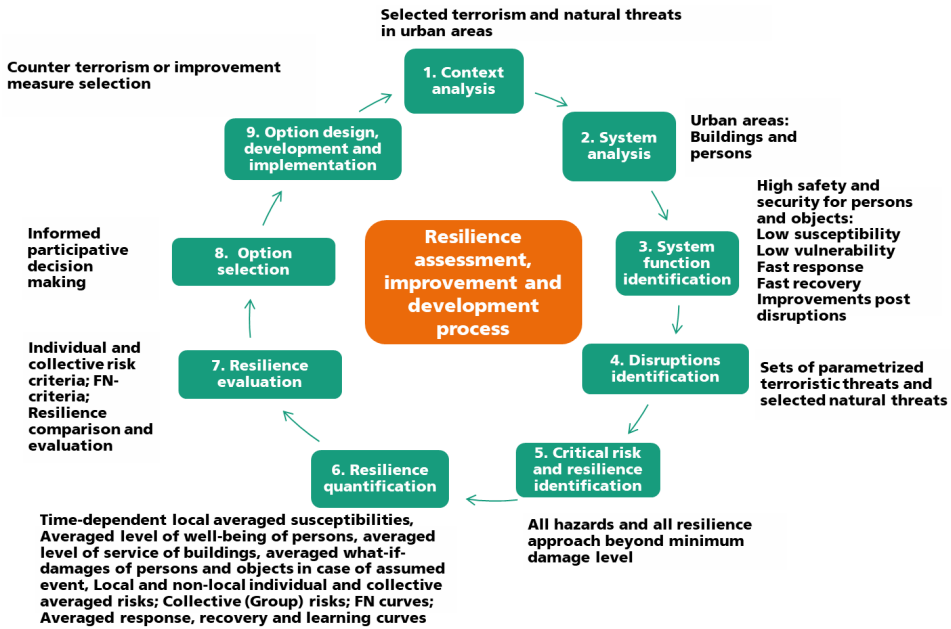 Selected terrorism and natural threats
in urban areas
1. Context
analysis
Counter terrorism or improvement
measure selection
9. Option design,
development and
implementation
2. System
analysis
Urban areas:
Buildings and
persons
High safety and
security for persons
and objects:
Low susceptibility
Low vulnerability
Fast response
Fast recovery
Improvements post
disruptions
3. System
function
identification
Resilience
assessment,
improvement and
development
process
Informed
participative
decision
making
8. Option
selection
4. Disruptions
identification
Sets of parametrized
terroristic threats and
selected natural threats
Individual and
collective risk
criteria; FN-
criteria;
Resilience
comparison and
evaluation
7. Resilience
evaluation
5. Critical risk
and resilience
identification
All hazards and all resilience
approach beyond minimum
damage level
6. Resilience
quantification
Time-dependent local averaged susceptibilities,
Averaged level of well-being of persons, averaged
level of service of buildings, averaged what-if-
damages of persons and objects in case of assumed
event, Local and non-local individual and collective
averaged risks; Collective (Group) risks; FN curves;
Averaged response, recovery and learning curves